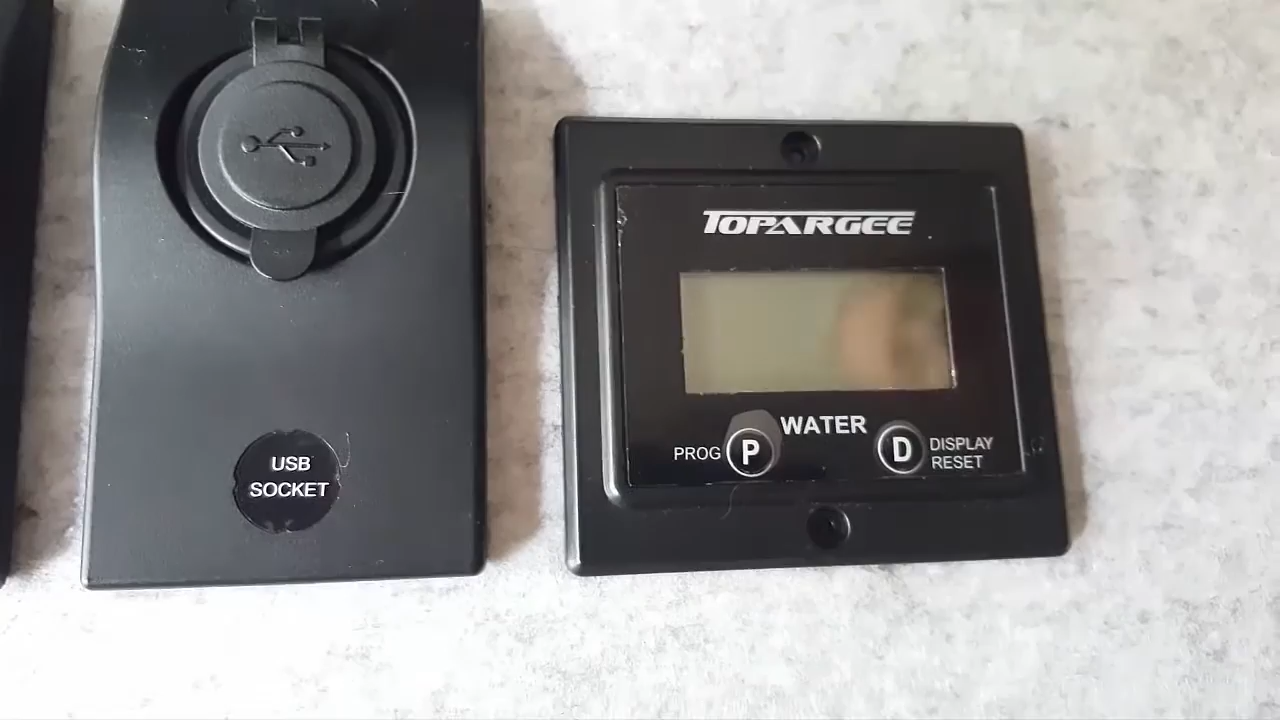 USB
SOCKET
TOPARGEE
WATER
PROG P
D DISPLAY
RESET